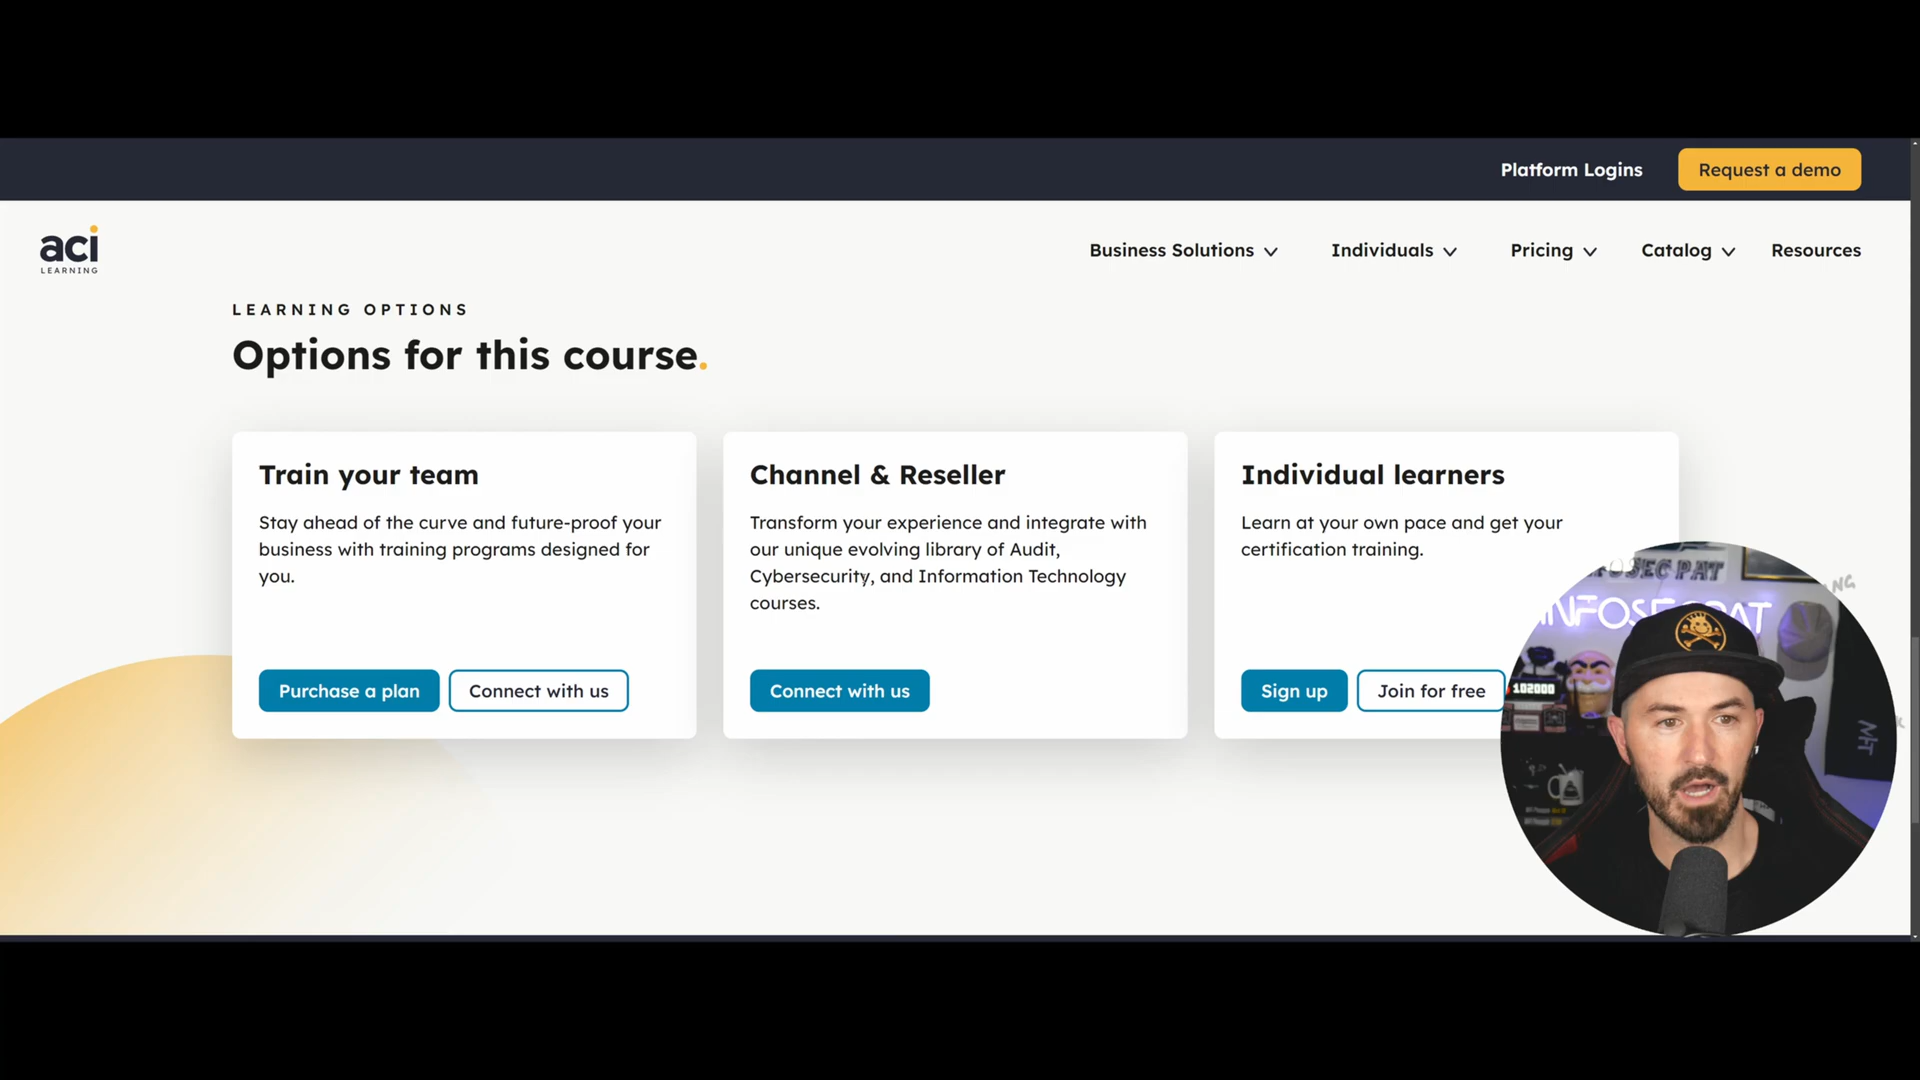 Platform Logins
Request a demo
aci
LEARNING
Business Solutions
Individuals
Pricing
Catalog
Resources
LEARNING OPTIONS
Options for this course.
Train your team
Stay ahead of the curve and future-proof your
business with training programs designed for
you.
Purchase a plan
Connect with us
Channel & Reseller
Transform your experience and integrate with
our unique evolving library of Audit,
Cybersecurity, and Information Technology
courses.
Connect with us
Individual learners
Learn at your own pace and get your
certification training.
Sign up
Join for free
PAT
102000